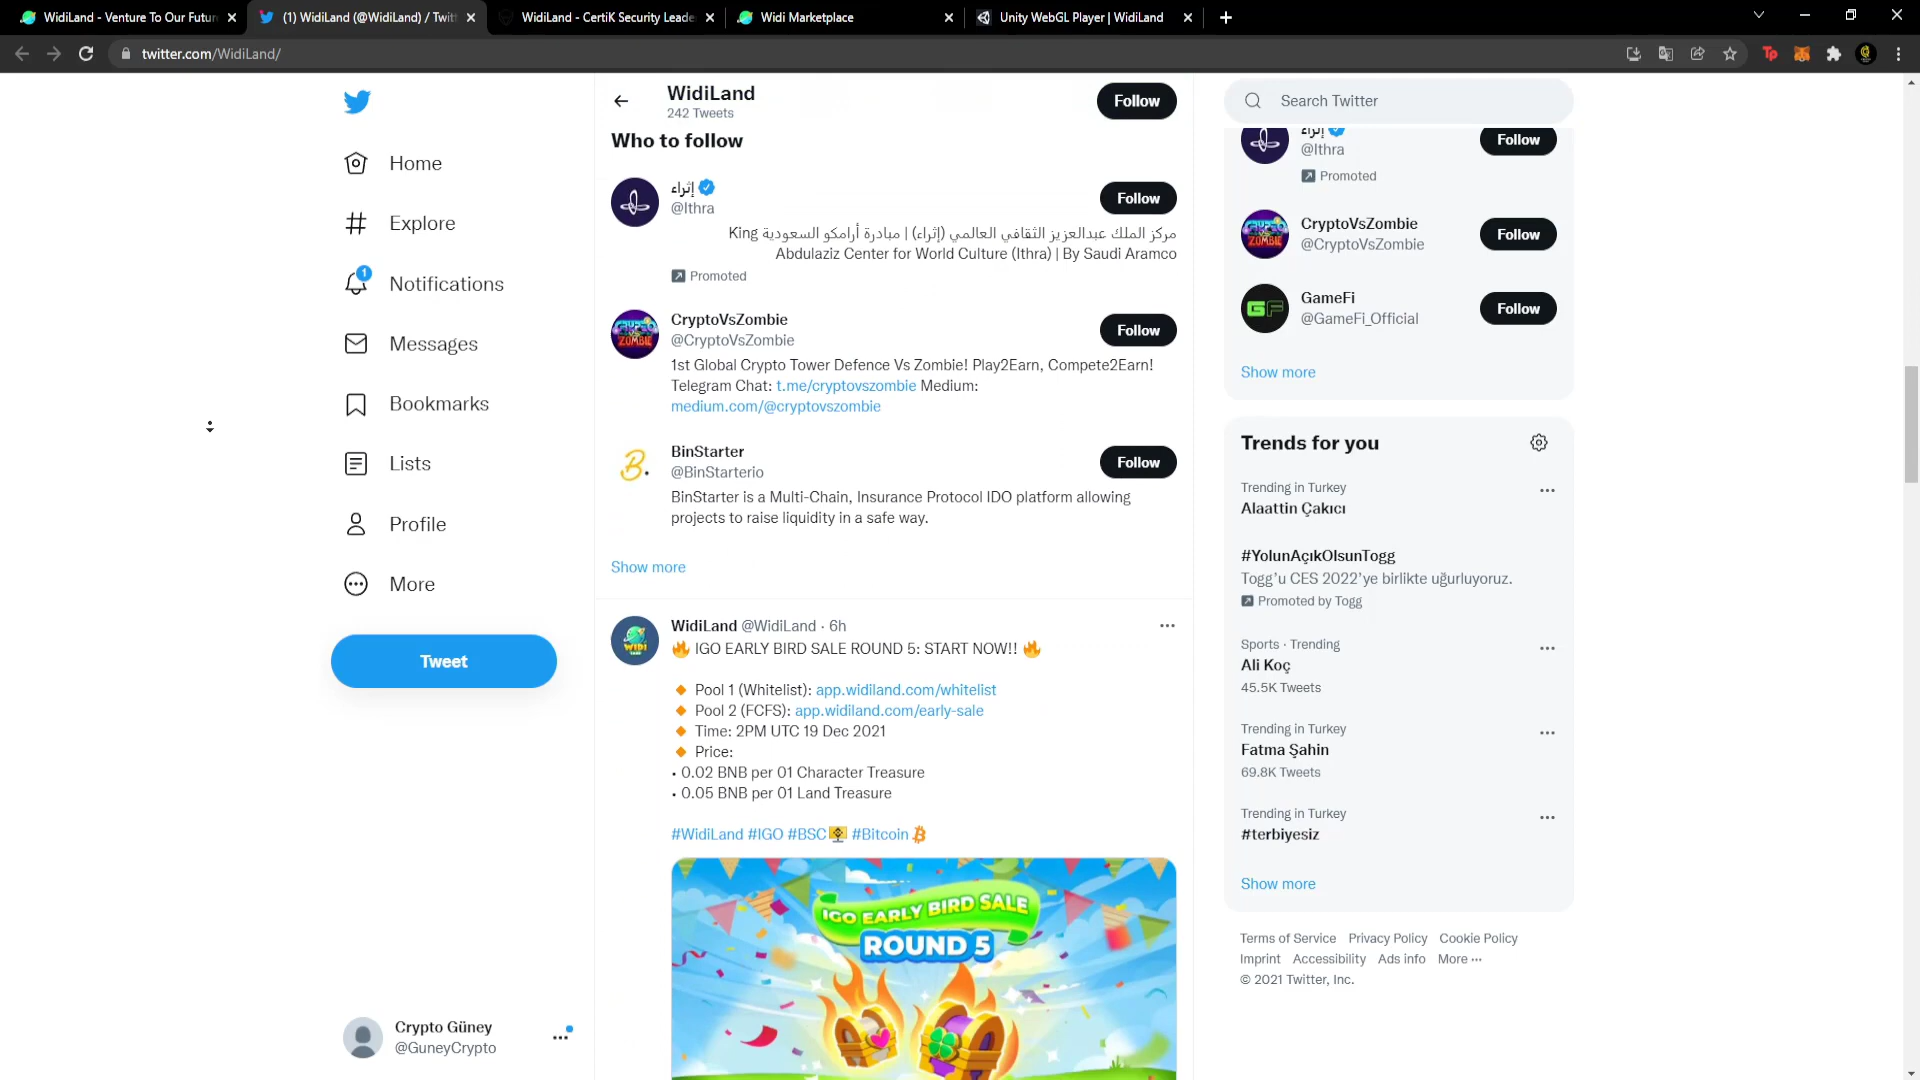 WidiLand - Venture To Our Futur
(1) WidiLand (@WidiLand) / Twitt
WidiLand - CertiK Security Leade
Widi Marketplace
Unity WebGL Player | WidiLand
twitter.com/WidiLand/
Home
Explore
1
Notifications
Messages
Bookmarks
Lists
Profile
More
Tweet
Crypto Güney
@GuneyCrypto
WidiLand
242 Tweets
Follow
Who to follow
إثراء
@Ithra
Follow
مركز الملك عبدالعزيز الثقافي العالمي (إثراء) | مبادرة أرامكو السعودية King
Abdulaziz Center for World Culture (Ithra) | By Saudi Aramco
Promoted
CRYPTO VS ZOMBIE
CryptoVsZombie
@CryptoVsZombie
Follow
1st Global Crypto Tower Defence Vs Zombie! Play2Earn, Compete2Earn!
Telegram Chat: t.me/cryptovszombie Medium:
medium.com/@cryptovszombie
B.
BinStarter
@BinStarterio
Follow
BinStarter is a Multi-Chain, Insurance Protocol IDO platform allowing
projects to raise liquidity in a safe way.
Show more
WIDI LAND
WidiLand @WidiLand · 6h
🔥 IGO EARLY BIRD SALE ROUND 5: START NOW!! 🔥
🔸 Pool 1 (Whitelist): app.widiland.com/whitelist
🔸 Pool 2 (FCFS): app.widiland.com/early-sale
🔸 Time: 2PM UTC 19 Dec 2021
🔸 Price:
• 0.02 BNB per 01 Character Treasure
• 0.05 BNB per 01 Land Treasure
#WidiLand #IGO #BSC #Bitcoin
IGO EARLY BIRD SALE
ROUND 5
Search Twitter
إثراء
@Ithra
Follow
Promoted
CRYPTO VS ZOMBIE
CryptoVsZombie
@CryptoVsZombie
Follow
GF
GameFi
@GameFi_Official
Follow
Show more
Trends for you
Trending in Turkey
Alaattin Çakıcı
#YolunAçıkOlsunTogg
Togg'u CES 2022'ye birlikte uğurluyoruz.
Promoted by Togg
Sports · Trending
Ali Koç
45.5K Tweets
Trending in Turkey
Fatma Şahin
69.8K Tweets
Trending in Turkey
#terbiyesiz
Show more
Terms of Service Privacy Policy Cookie Policy
Imprint Accessibility Ads info More ···
© 2021 Twitter, Inc.